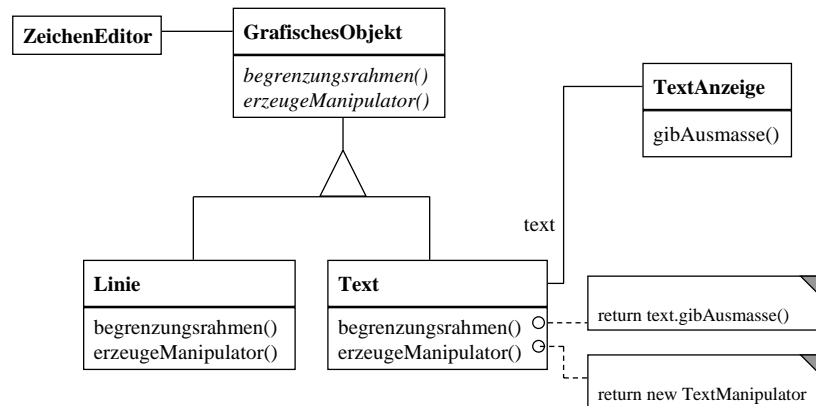 ZeichenEditor
GrafischesObjekt
begrenzungsrahmen()
erzeugeManipulator()
TextAnzeige
gibAusmasse()
text
Linie
begrenzungsrahmen()
erzeugeManipulator()
Text
begrenzungsrahmen()
erzeugeManipulator()
return text.gibAusmasse()
return new TextManipulator